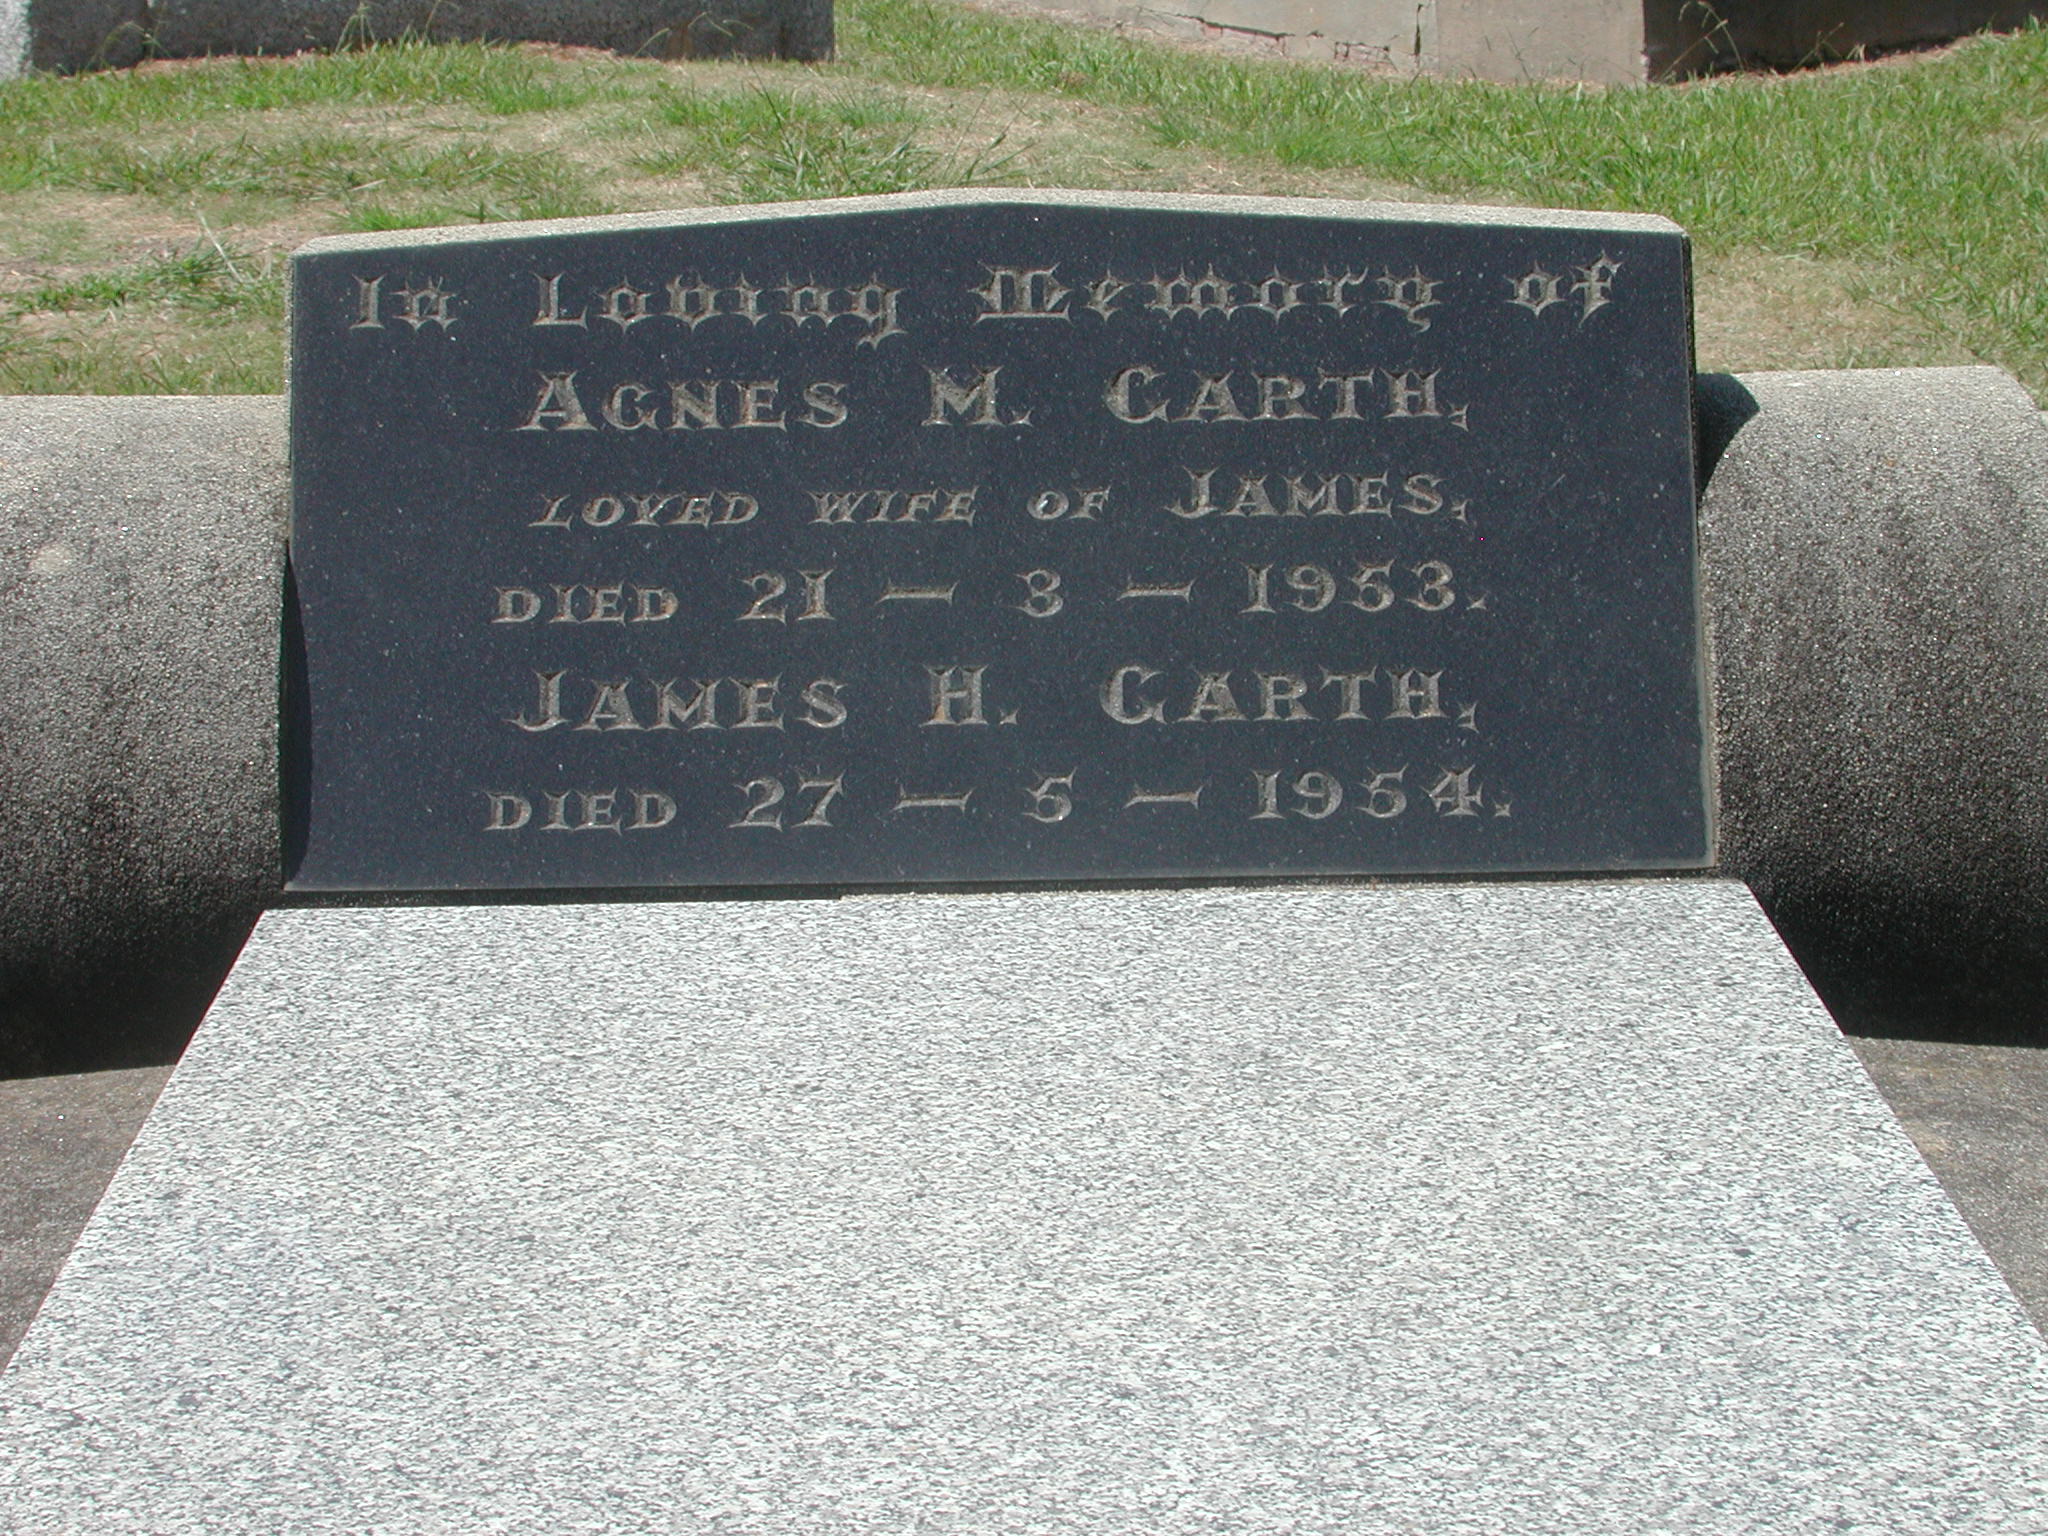 In Loving Memory of
AGNES M. GARTH,
LOVED WIFE OF JAMES,
DIED 21 — 3 — 1953.
JAMES H. GARTH,
DIED 27 — 5 — 1954.